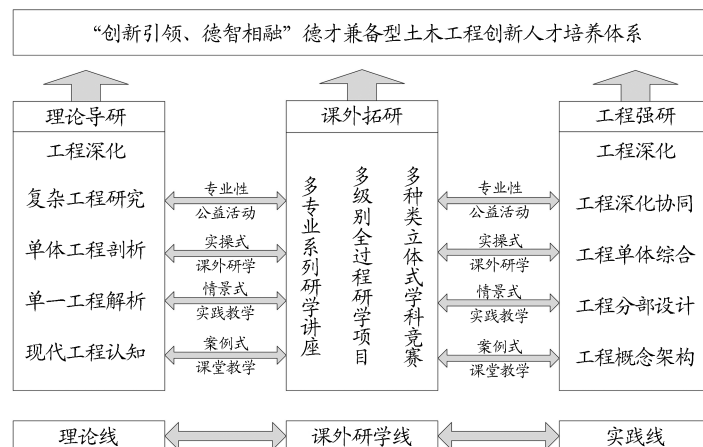 “创新引领、德智相融”德才兼备型土木工程创新人才培养体系
理论导研
工程深化
复杂工程研究
单体工程剖析
单一工程解析
现代工程认知
专业性
公益活动
实操式
课外研学
情景式
实践教学
案例式
课堂教学
课外拓研
多专业系列研学讲座
多级别全过程研学项目
多种类立体式学科竞赛
专业性
公益活动
实操式
课外研学
情景式
实践教学
案例式
课堂教学
工程强研
工程深化
工程深化协同
工程单体综合
工程分部设计
工程概念架构
理论线
课外研学线
实践线